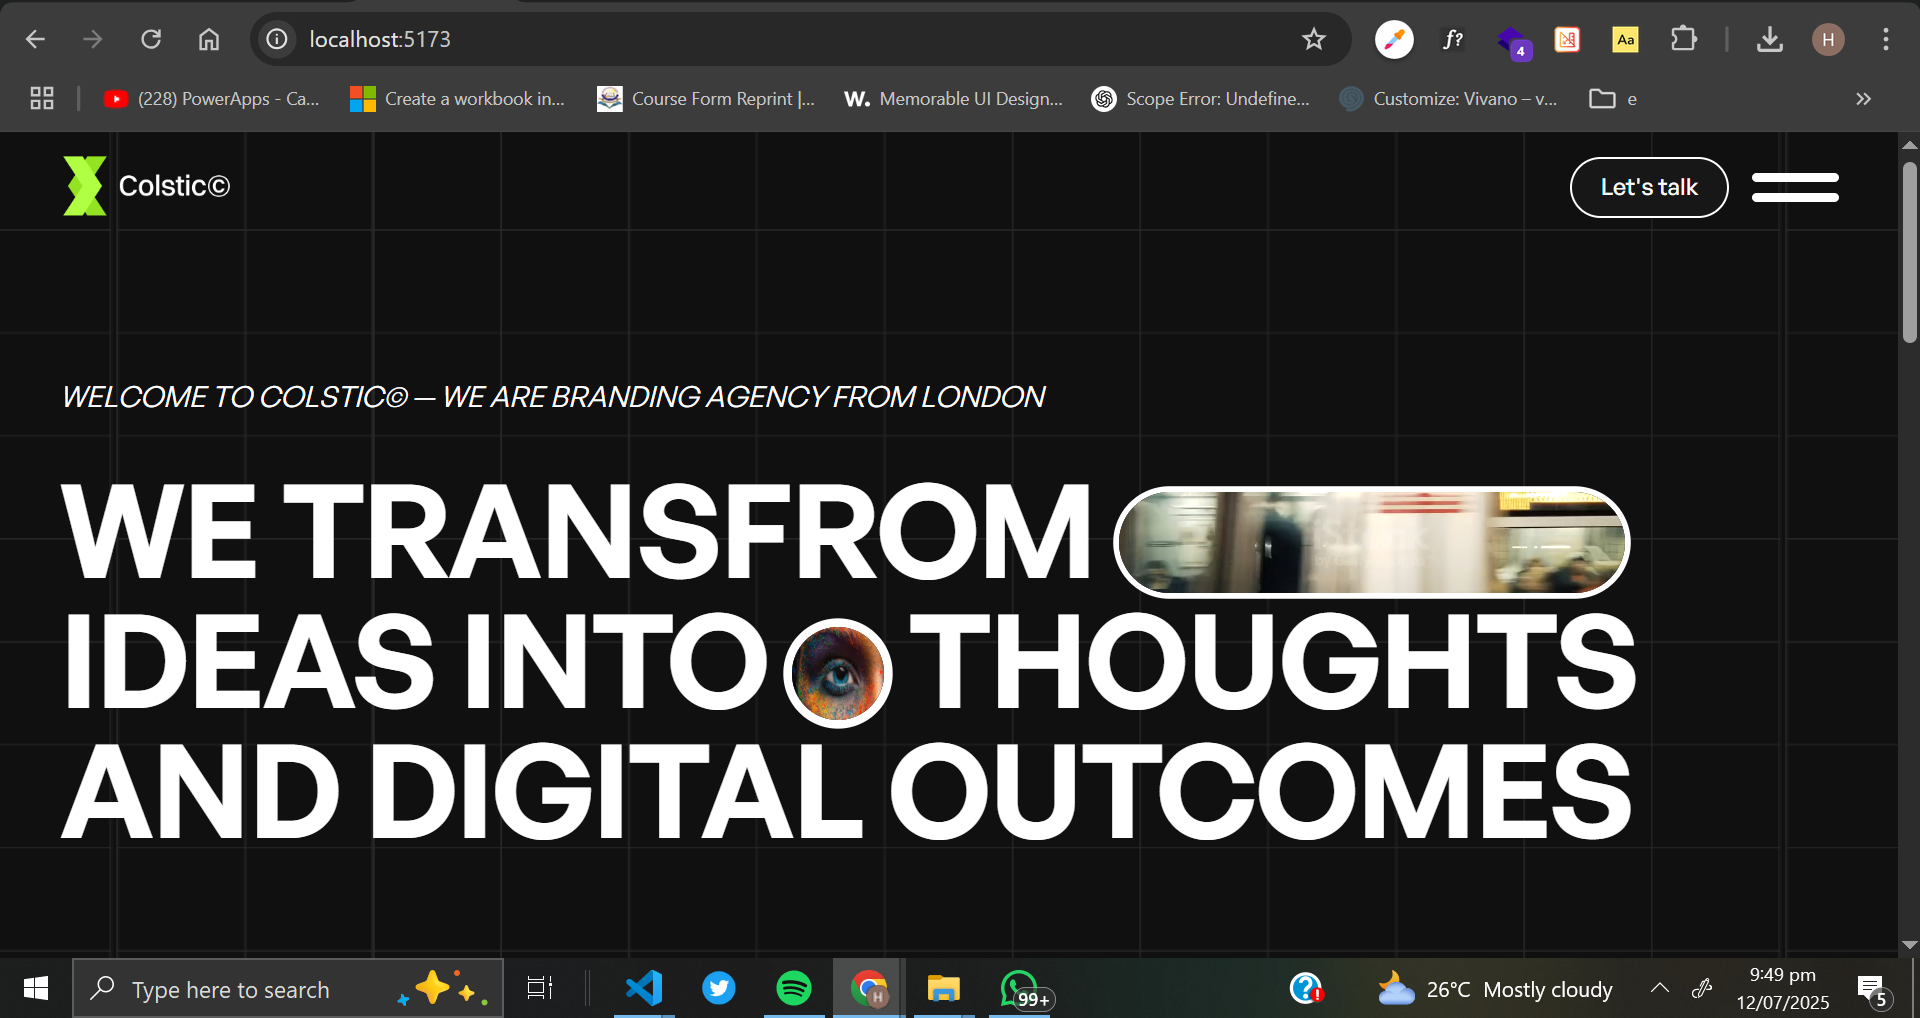 localhost:5173
f?
4
Aa
H
(228) PowerApps - Ca...
Create a workbook in...
Course Form Reprint |...
W. Memorable UI Design...
Scope Error: Undefine...
Customize: Vivano – v...
e
Colstic©
Let's talk
WELCOME TO COLSTIC© — WE ARE BRANDING AGENCY FROM LONDON
WE TRANSFROM
IDEAS INTO THOUGHTS
AND DIGITAL OUTCOMES
Type here to search
H
99+
26°C Mostly cloudy
9:49 pm
12/07/2025
5